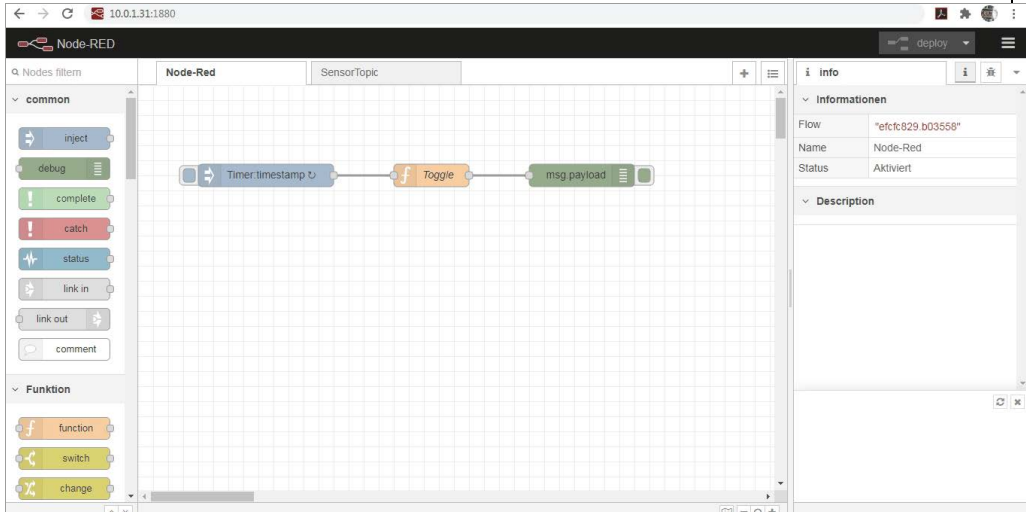 10.0.1.31:1880
Node-RED
deploy
Nodes filtern
Node-Red
SensorTopic
i info
i
common
inject
debug
complete
catch
status
link in
link out
comment
Funktion
function
switch
change
Timer:timestamp ↻
Toggle
msg.payload
Informationen
Flow "efcfc829.b03558"
Name Node-Red
Status Aktiviert
Description